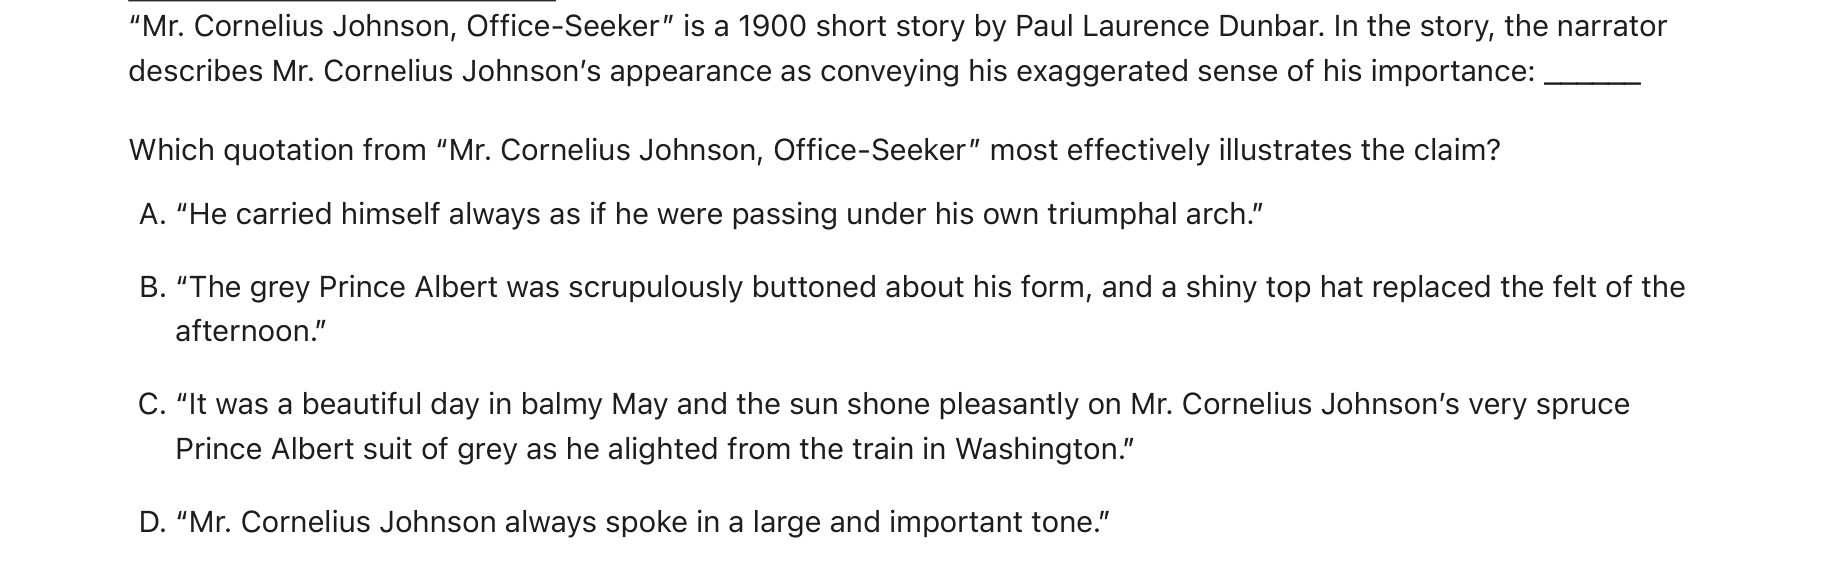 “Mr. Cornelius Johnson, Office-Seeker” is a 1900 short story by Paul Laurence Dunbar. In the story, the narrator
describes Mr. Cornelius Johnson’s appearance as conveying his exaggerated sense of his importance: ______
Which quotation from “Mr. Cornelius Johnson, Office-Seeker” most effectively illustrates the claim?
A. “He carried himself always as if he were passing under his own triumphal arch.”
B. “The grey Prince Albert was scrupulously buttoned about his form, and a shiny top hat replaced the felt of the
afternoon.”
C. “It was a beautiful day in balmy May and the sun shone pleasantly on Mr. Cornelius Johnson’s very spruce
Prince Albert suit of grey as he alighted from the train in Washington.”
D. “Mr. Cornelius Johnson always spoke in a large and important tone.”